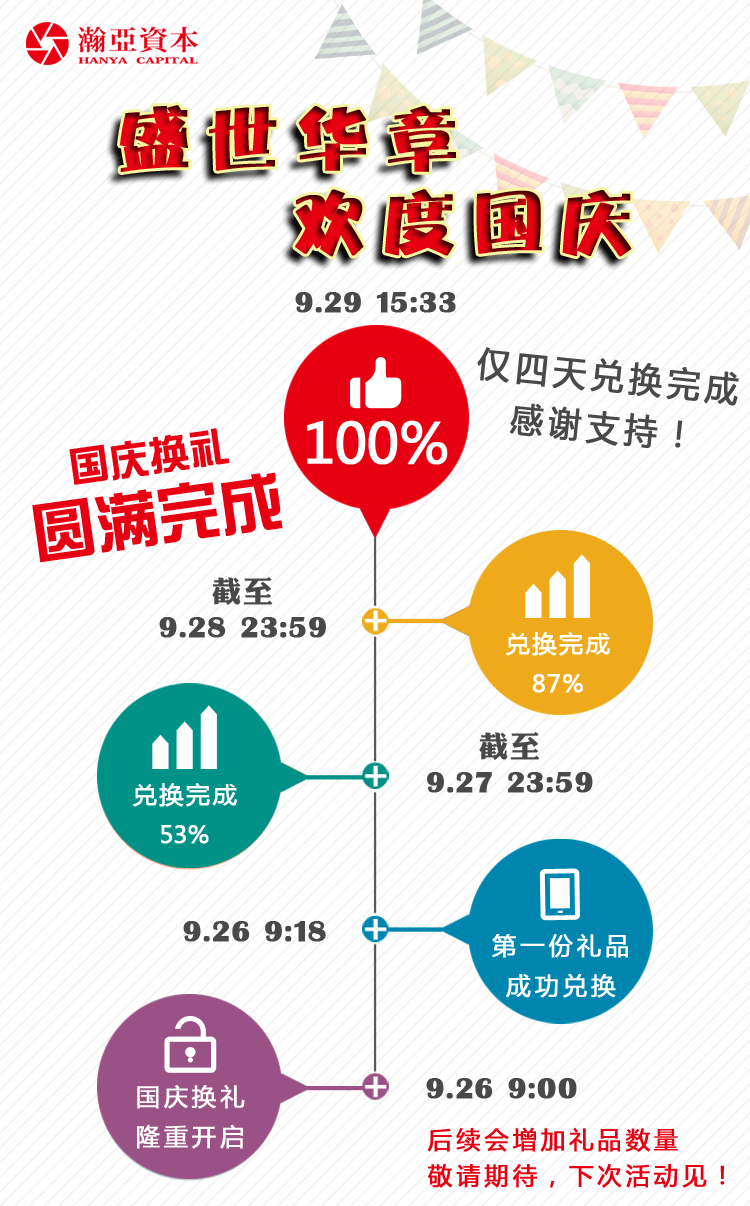 瀚亞資本
HANYA CAPITAL
盛世华章
欢度国庆
9.29 15:33
仅四天兑换完成
感谢支持！
100%
国庆换礼
圆满完成
截至
9.28 23:59
兑换完成
87%
截至
9.27 23:59
兑换完成
53%
9.26 9:18
第一份礼品
成功兑换
国庆换礼
隆重开启
9.26 9:00
后续会增加礼品数量
敬请期待，下次活动见！